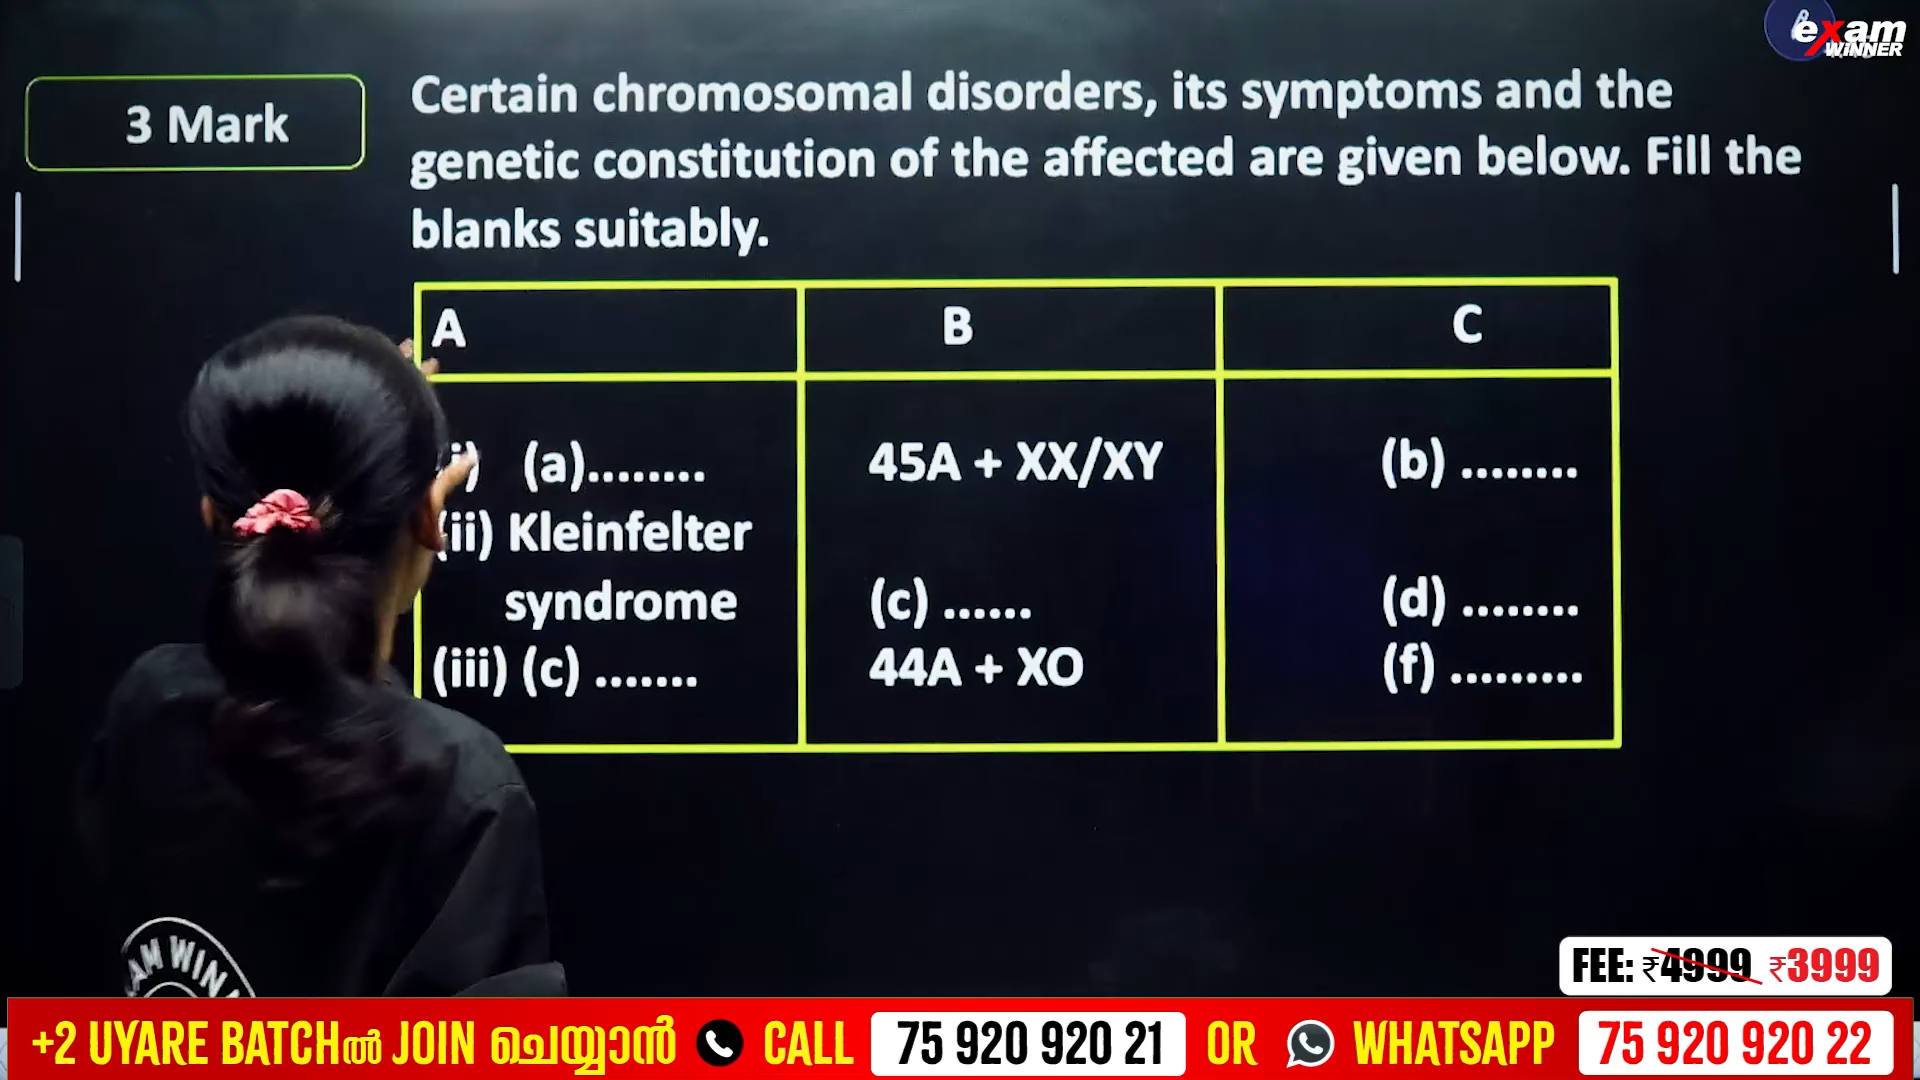 exam
WINNER
3 Mark
Certain chromosomal disorders, its symptoms and the
genetic constitution of the affected are given below. Fill the
blanks suitably.
A B C
i) (a)........ 45A + XX/XY (b) ........
(ii) Kleinfelter
syndrome (c) ...... (d) ........
(iii) (c) ....... 44A + XO (f) .........
AM WIN
FEE: ₹4999 ₹3999
+2 UYARE BATCHൽ JOIN ചെയ്യാൻ CALL 75 920 920 21 OR WHATSAPP 75 920 920 22